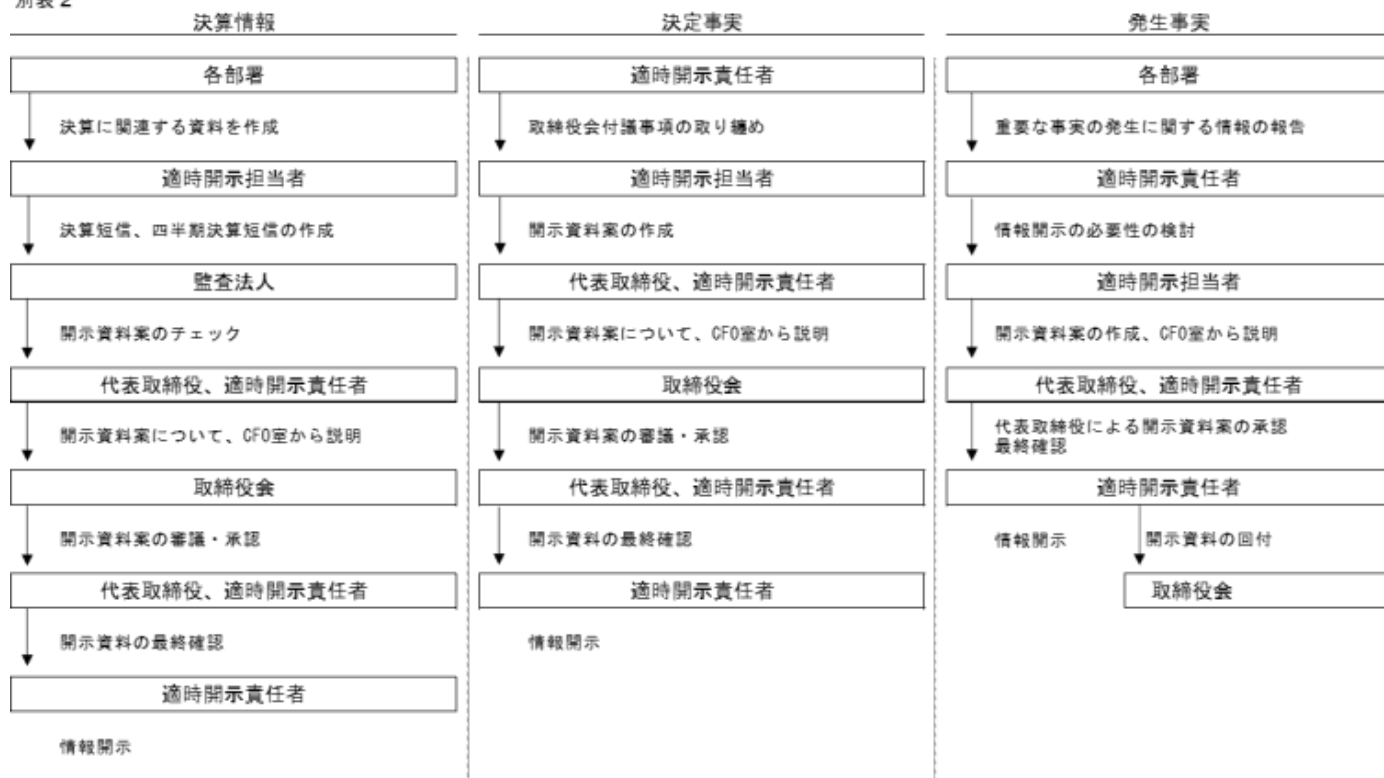 別表2
決算情報
各部署
決算に関連する資料を作成
適時開示担当者
決算短信、四半期決算短信の作成
監査法人
開示資料案のチェック
代表取締役、適時開示責任者
開示資料案について、CFO室から説明
取締役会
開示資料案の審議・承認
代表取締役、適時開示責任者
開示資料の最終確認
適時開示責任者
情報開示
決定事実
適時開示責任者
取締役会付議事項の取り纏め
適時開示担当者
開示資料案の作成
代表取締役、適時開示責任者
開示資料案について、CFO室から説明
取締役会
開示資料案の審議・承認
代表取締役、適時開示責任者
開示資料の最終確認
適時開示責任者
情報開示
発生事実
各部署
重要な事実の発生に関する情報の報告
適時開示責任者
情報開示の必要性の検討
適時開示担当者
開示資料案の作成、CFO室から説明
代表取締役、適時開示責任者
代表取締役による開示資料案の承認
最終確認
適時開示責任者
情報開示
開示資料の回付
取締役会